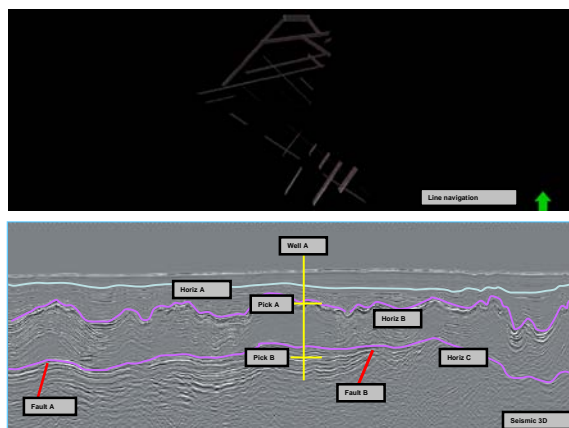 Line navigation
Well A
Horiz A
Pick A
Horiz B
Pick B
Horiz C
Fault B
Fault A
Seismic 3D